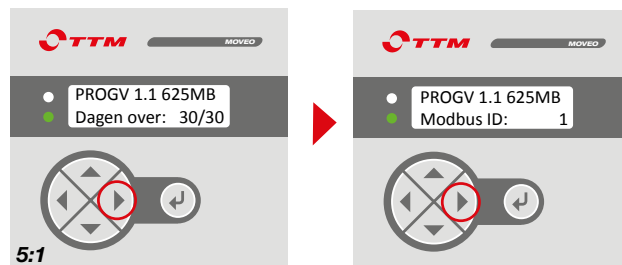 TTM MOVEO
PROGV 1.1 625MB
Dagen over: 30/30
5:1
TTM MOVEO
PROGV 1.1 625MB
Modbus ID: 1